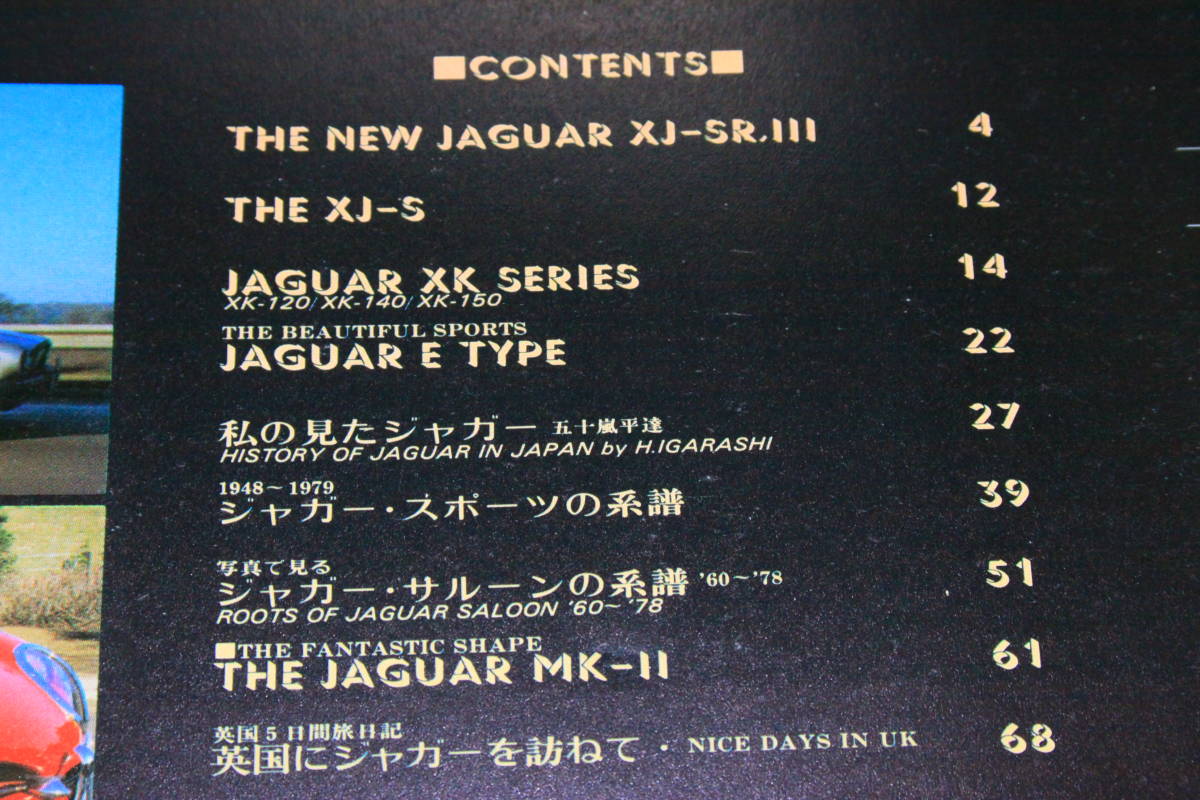 ■CONTENTS■
THE NEW JAGUAR XJ-SR.III 4
THE XJ-S 12
JAGUAR XK SERIES 14
XK-120/XK-140/XK-150
THE BEAUTIFUL SPORTS
JAGUAR E TYPE 22
私の見たジャガー 五十嵐平達 27
HISTORY OF JAGUAR IN JAPAN by H.IGARASHI
1948～1979
ジャガー・スポーツの系譜 39
写真で見る
ジャガー・サルーンの系譜 '60～'78 51
ROOTS OF JAGUAR SALOON '60～'78
■THE FANTASTIC SHAPE
THE JAGUAR MK-II 61
英国5日間旅日記
英国にジャガーを訪ねて・NICE DAYS IN UK 68